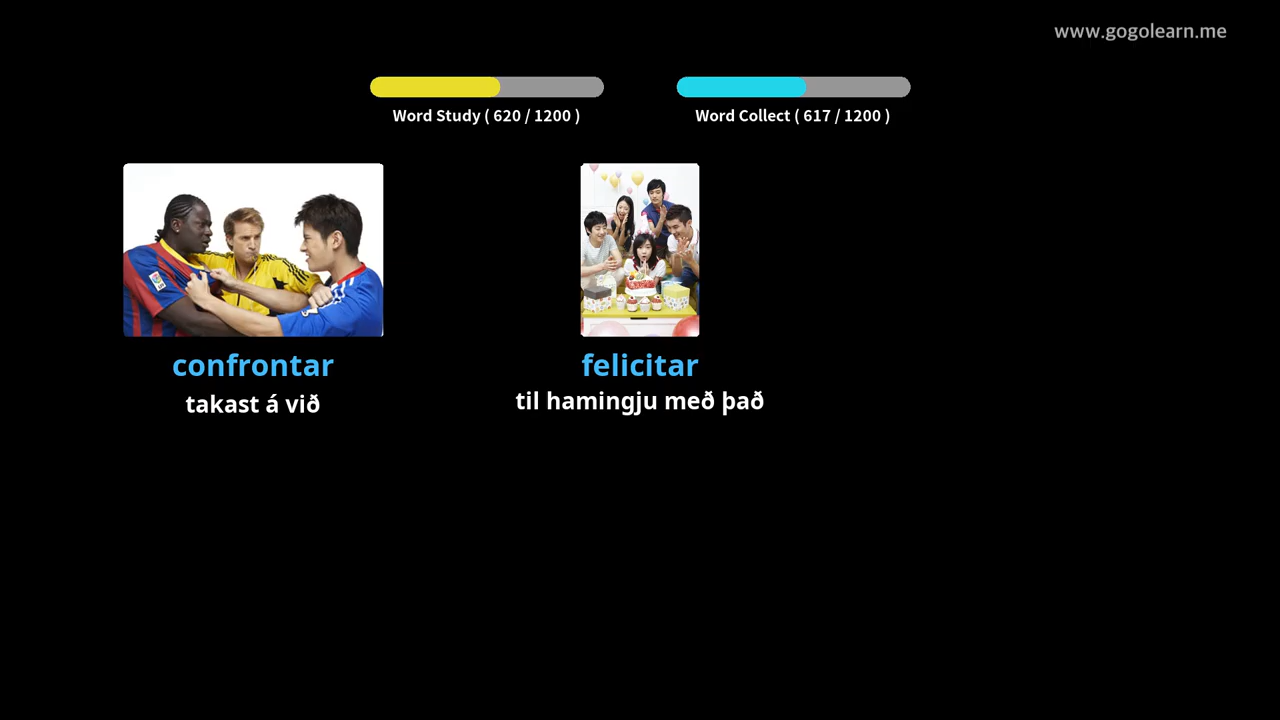 www.gogolearn.me
Word Study ( 620 / 1200 )
Word Collect ( 617 / 1200 )
confrontar
takast á við
felicitar
til hamingju með það